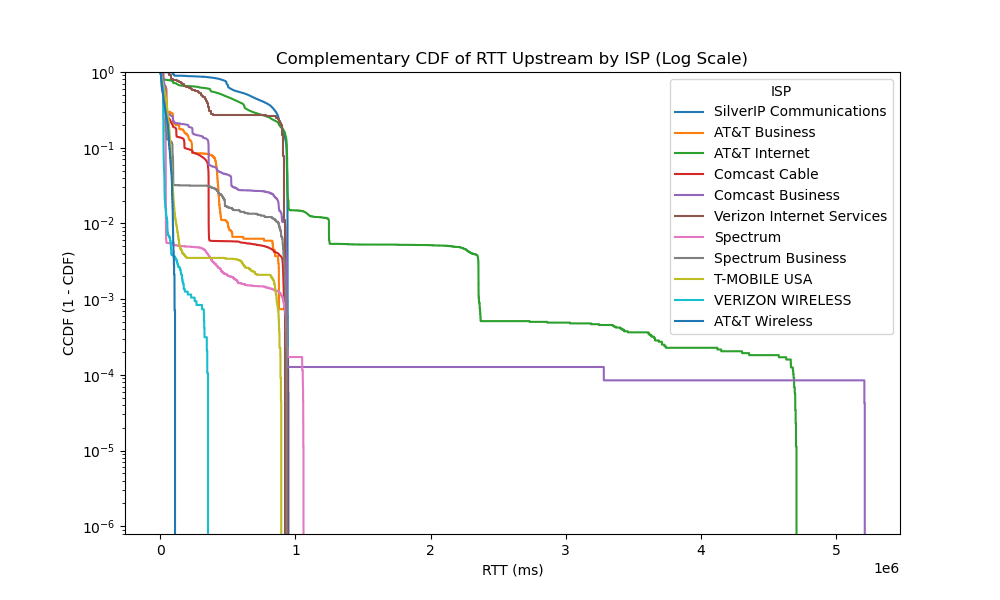 Complementary CDF of RTT Upstream by ISP (Log Scale)
CCDF (1 - CDF)
10⁰
10⁻¹
10⁻²
10⁻³
10⁻⁴
10⁻⁵
10⁻⁶
ISP
SilverIP Communications
AT&T Business
AT&T Internet
Comcast Cable
Comcast Business
Verizon Internet Services
Spectrum
Spectrum Business
T-MOBILE USA
VERIZON WIRELESS
AT&T Wireless
0 1 2 3 4 5
1e6
RTT (ms)